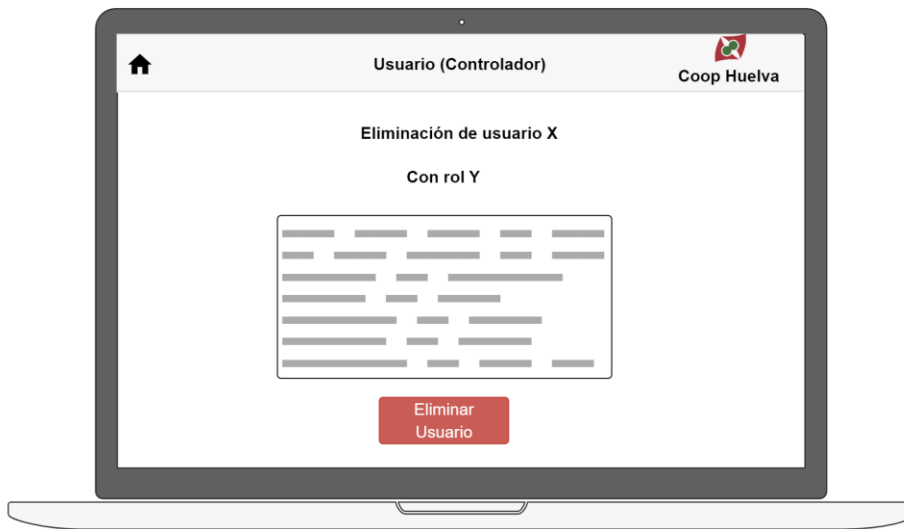 Usuario (Controlador)
Coop Huelva
Eliminación de usuario X
Con rol Y
Eliminar
Usuario